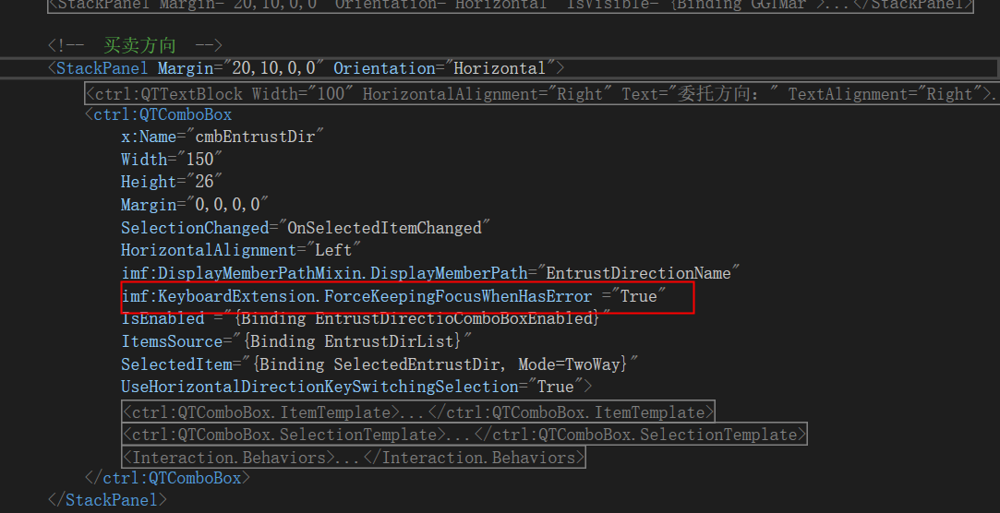 <StackPanel Margin="20,10,0,0" Orientation="Horizontal" IsVisible="{Binding GGTMar">...</StackPanel>
<!-- 买卖方向 -->
<StackPanel Margin="20,10,0,0" Orientation="Horizontal">
<ctrl:QTTextBlock Width="100" HorizontalAlignment="Right" Text="委托方向：" TextAlignment="Right">.
<ctrl:QTComboBox
x:Name="cmbEntrustDir"
Width="150"
Height="26"
Margin="0,0,0,0"
SelectionChanged="OnSelectedItemChanged"
HorizontalAlignment="Left"
imf:DisplayMemberPathMixin.DisplayMemberPath="EntrustDirectionName"
imf:KeyboardExtension.ForceKeepingFocusWhenHasError ="True"
IsEnabled ="{Binding EntrustDirectioComboBoxEnabled}"
ItemsSource="{Binding EntrustDirList}"
SelectedItem="{Binding SelectedEntrustDir, Mode=TwoWay}"
UseHorizontalDirectionKeySwitchingSelection="True">
<ctrl:QTComboBox.ItemTemplate>...</ctrl:QTComboBox.ItemTemplate>
<ctrl:QTComboBox.SelectionTemplate>...</ctrl:QTComboBox.SelectionTemplate>
<Interaction.Behaviors>...</Interaction.Behaviors>
</ctrl:QTComboBox>
</StackPanel>